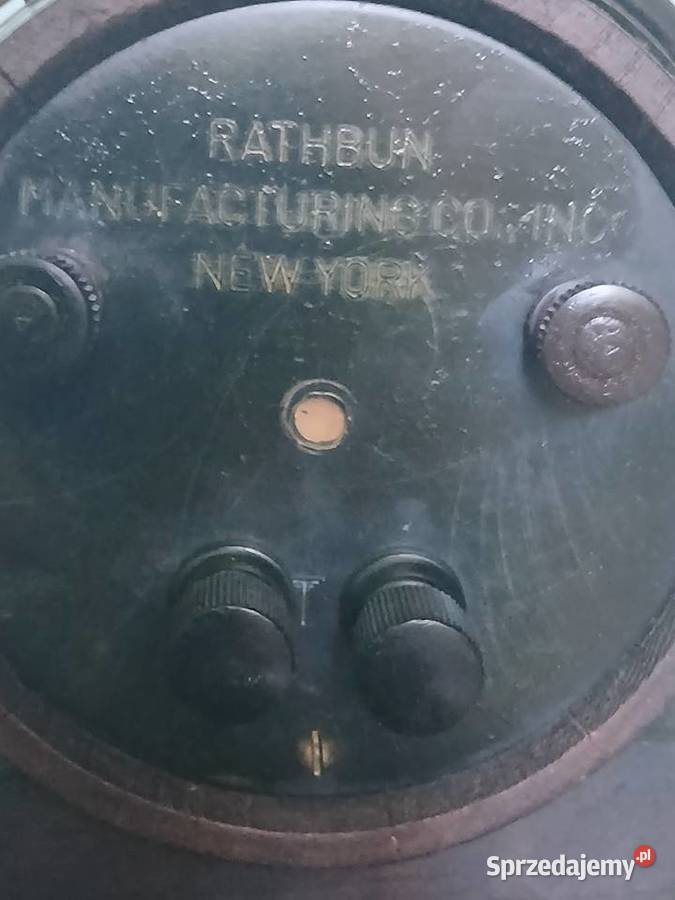 RATHBUN
MANUFACTURING CO., INC.
NEW YORK
T
Sprzedajemy.pl